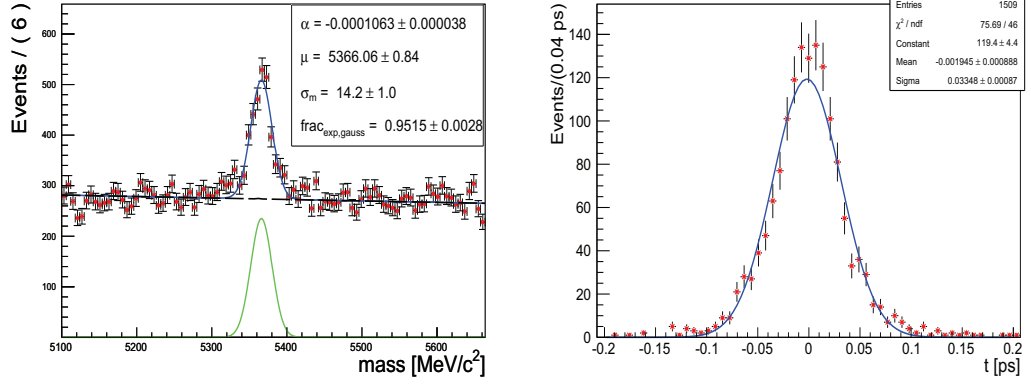 Events / ( 6 )
600
500
400
300
200
100
5100
5200
5300
5400
5500
5600
mass [MeV/c²]
α = -0.0001063 ± 0.000038
μ = 5366.06 ± 0.84
σm = 14.2 ± 1.0
frac exp,gauss = 0.9515 ± 0.0028
Events/(0.04 ps)
140
120
100
80
60
40
20
0
-0.2
-0.15
-0.1
-0.05
0
0.05
0.1
0.15
0.2
t [ps]
Entries 1509
χ² / ndf 75.69 / 46
Constant 119.4 ± 4.4
Mean -0.001945 ± 0.000888
Sigma 0.03348 ± 0.00087